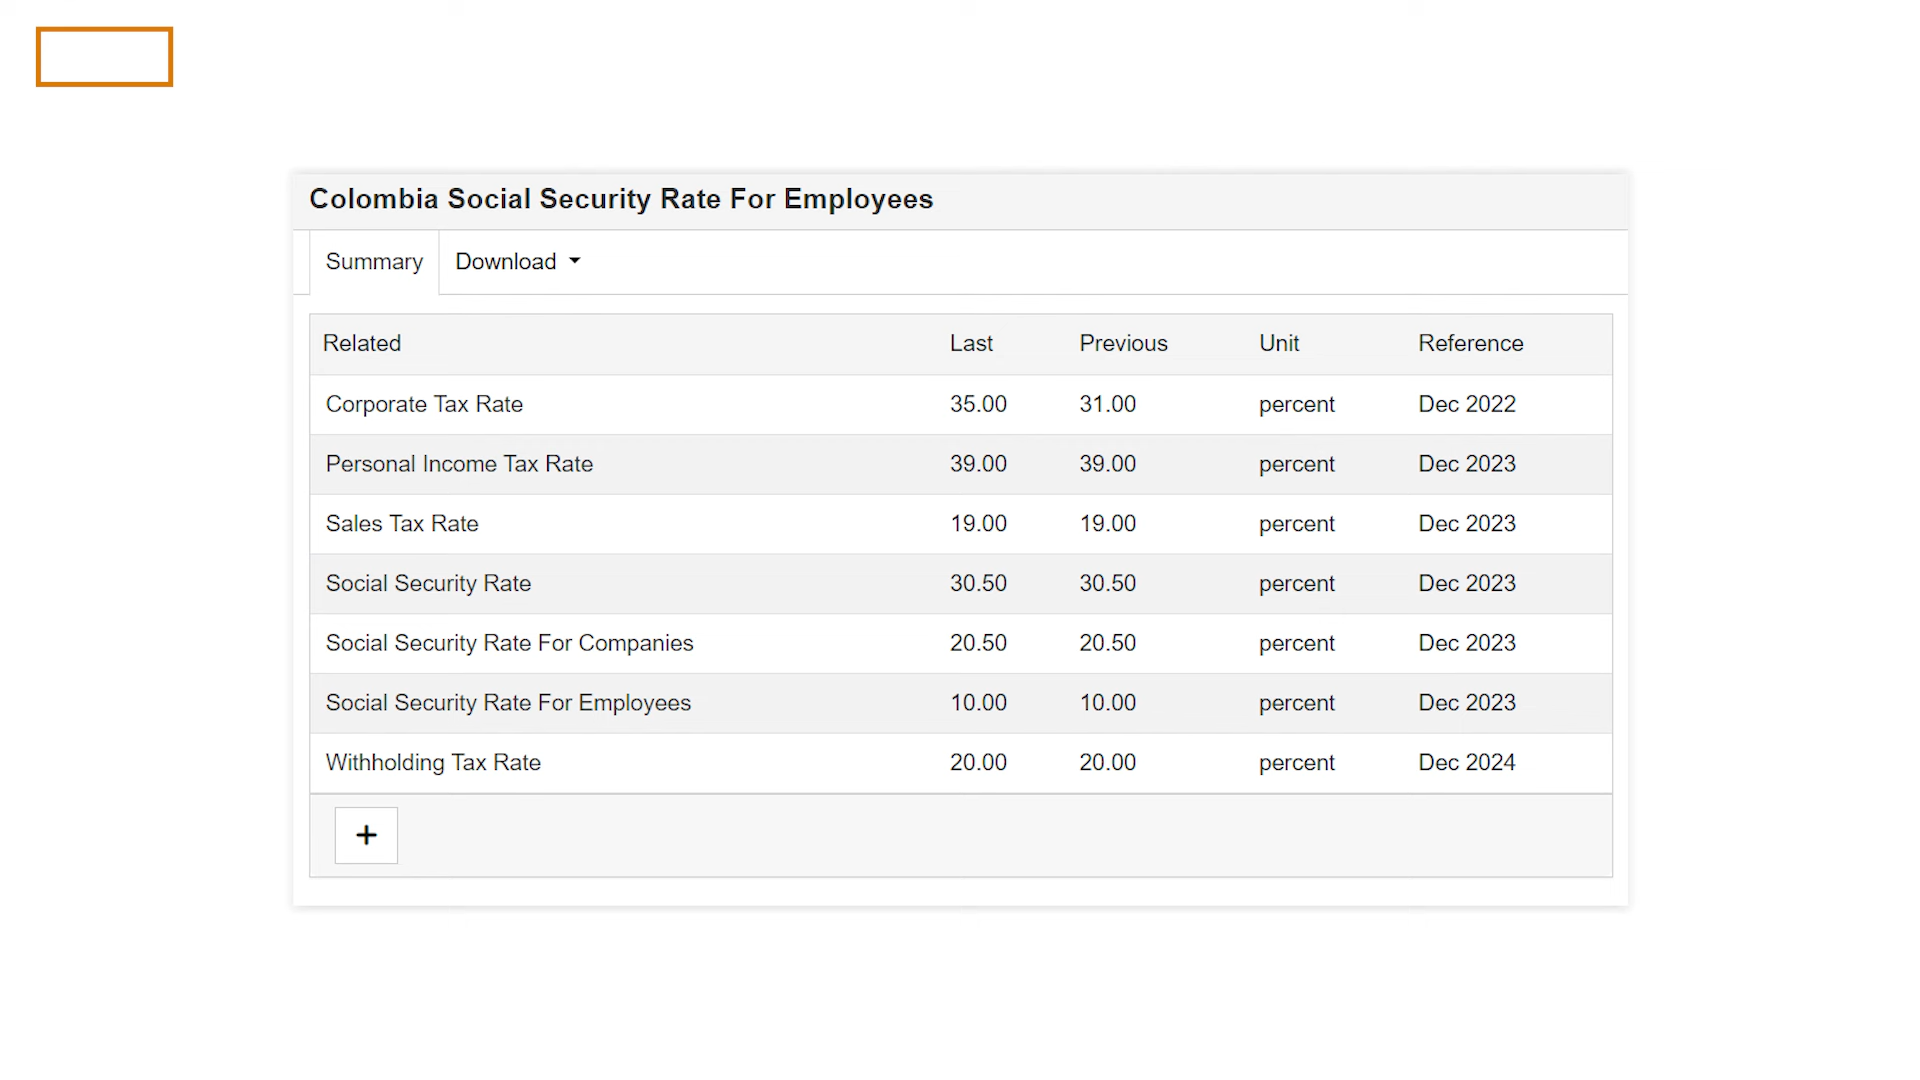 Colombia Social Security Rate For Employees
Summary Download
Related Last Previous Unit Reference
Corporate Tax Rate 35.00 31.00 percent Dec 2022
Personal Income Tax Rate 39.00 39.00 percent Dec 2023
Sales Tax Rate 19.00 19.00 percent Dec 2023
Social Security Rate 30.50 30.50 percent Dec 2023
Social Security Rate For Companies 20.50 20.50 percent Dec 2023
Social Security Rate For Employees 10.00 10.00 percent Dec 2023
Withholding Tax Rate 20.00 20.00 percent Dec 2024
+